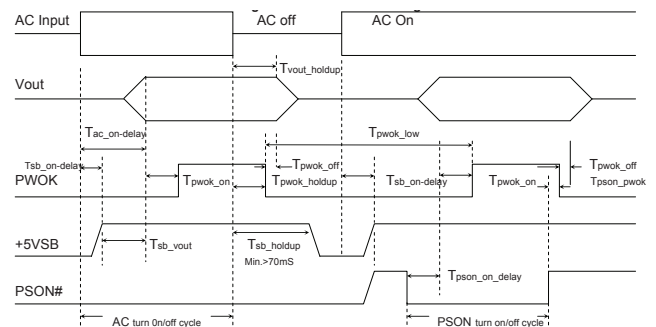 AC Input
AC off
AC On
Tvout_holdup
Vout
Tac_on-delay
Tpwok_low
Tsb_on-delay
Tpwok_off
Tpwok_off
PWOK
Tpwok_on
Tpwok_holdup
Tsb_on-delay
Tpwok_on
Tpson_pwok
+5VSB
Tsb_vout
Tsb_holdup
Min.>70mS
Tpson_on_delay
PSON#
AC turn 0n/off cycle
PSON turn on/off cycle